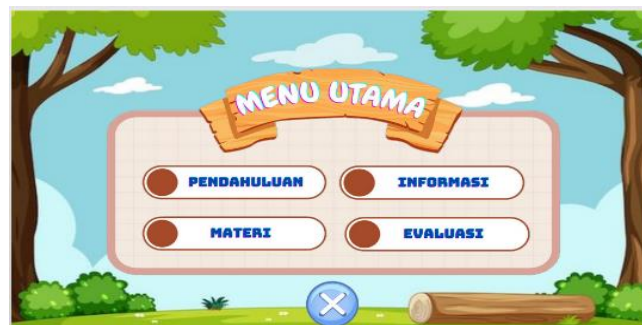 MENU UTAMA
PENDAHULUAN
INFORMASI
MATERI
EVALUASI